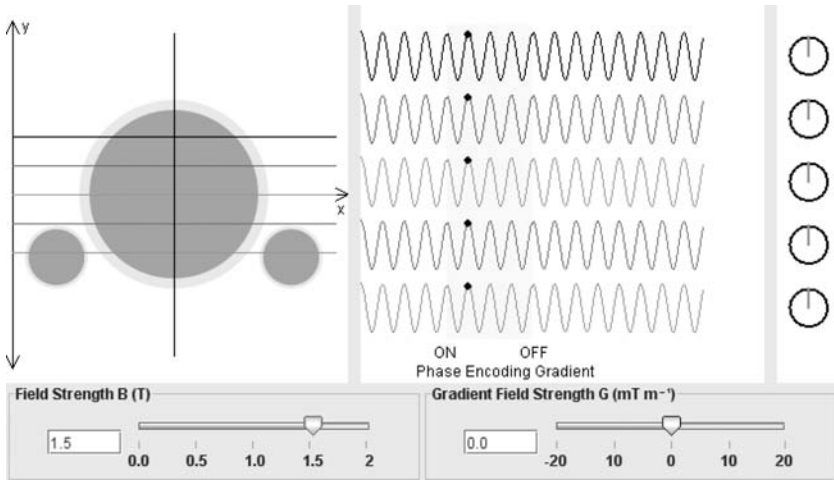 y
x
ON OFF
Phase Encoding Gradient
Field Strength B (T)
1.5
0.0 0.5 1.0 1.5 2
Gradient Field Strength G (mT m⁻¹)
0.0
-20 10 0 10 20